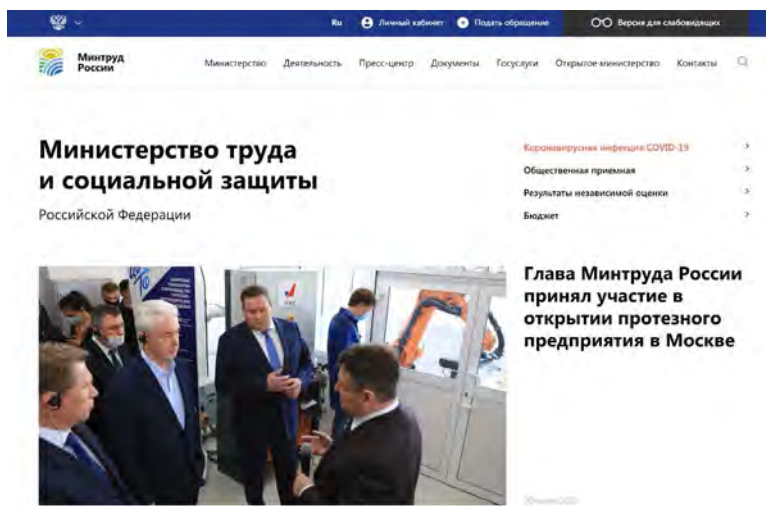 Ru Личный кабинет Подать обращение Версия для слабовидящих
Минтруд
России
Министерство Деятельность Пресс-центр Документы Госуслуги Открытое министерство Контакты
Министерство труда
и социальной защиты
Российской Федерации
Коронавирусная инфекция COVID-19
Общественная приемная
Результаты независимой оценки
Бюджет
Глава Минтруда России
принял участие в
открытии протезного
предприятия в Москве